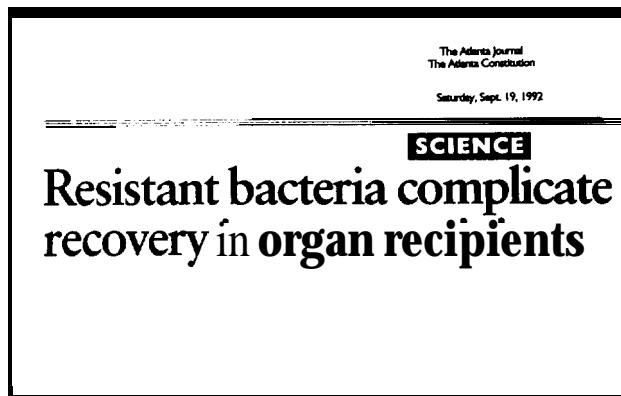 The Atlanta Journal
The Atlanta Constitution
Saturday, Sept. 19, 1992
SCIENCE
Resistant bacteria complicate
recovery in organ recipients